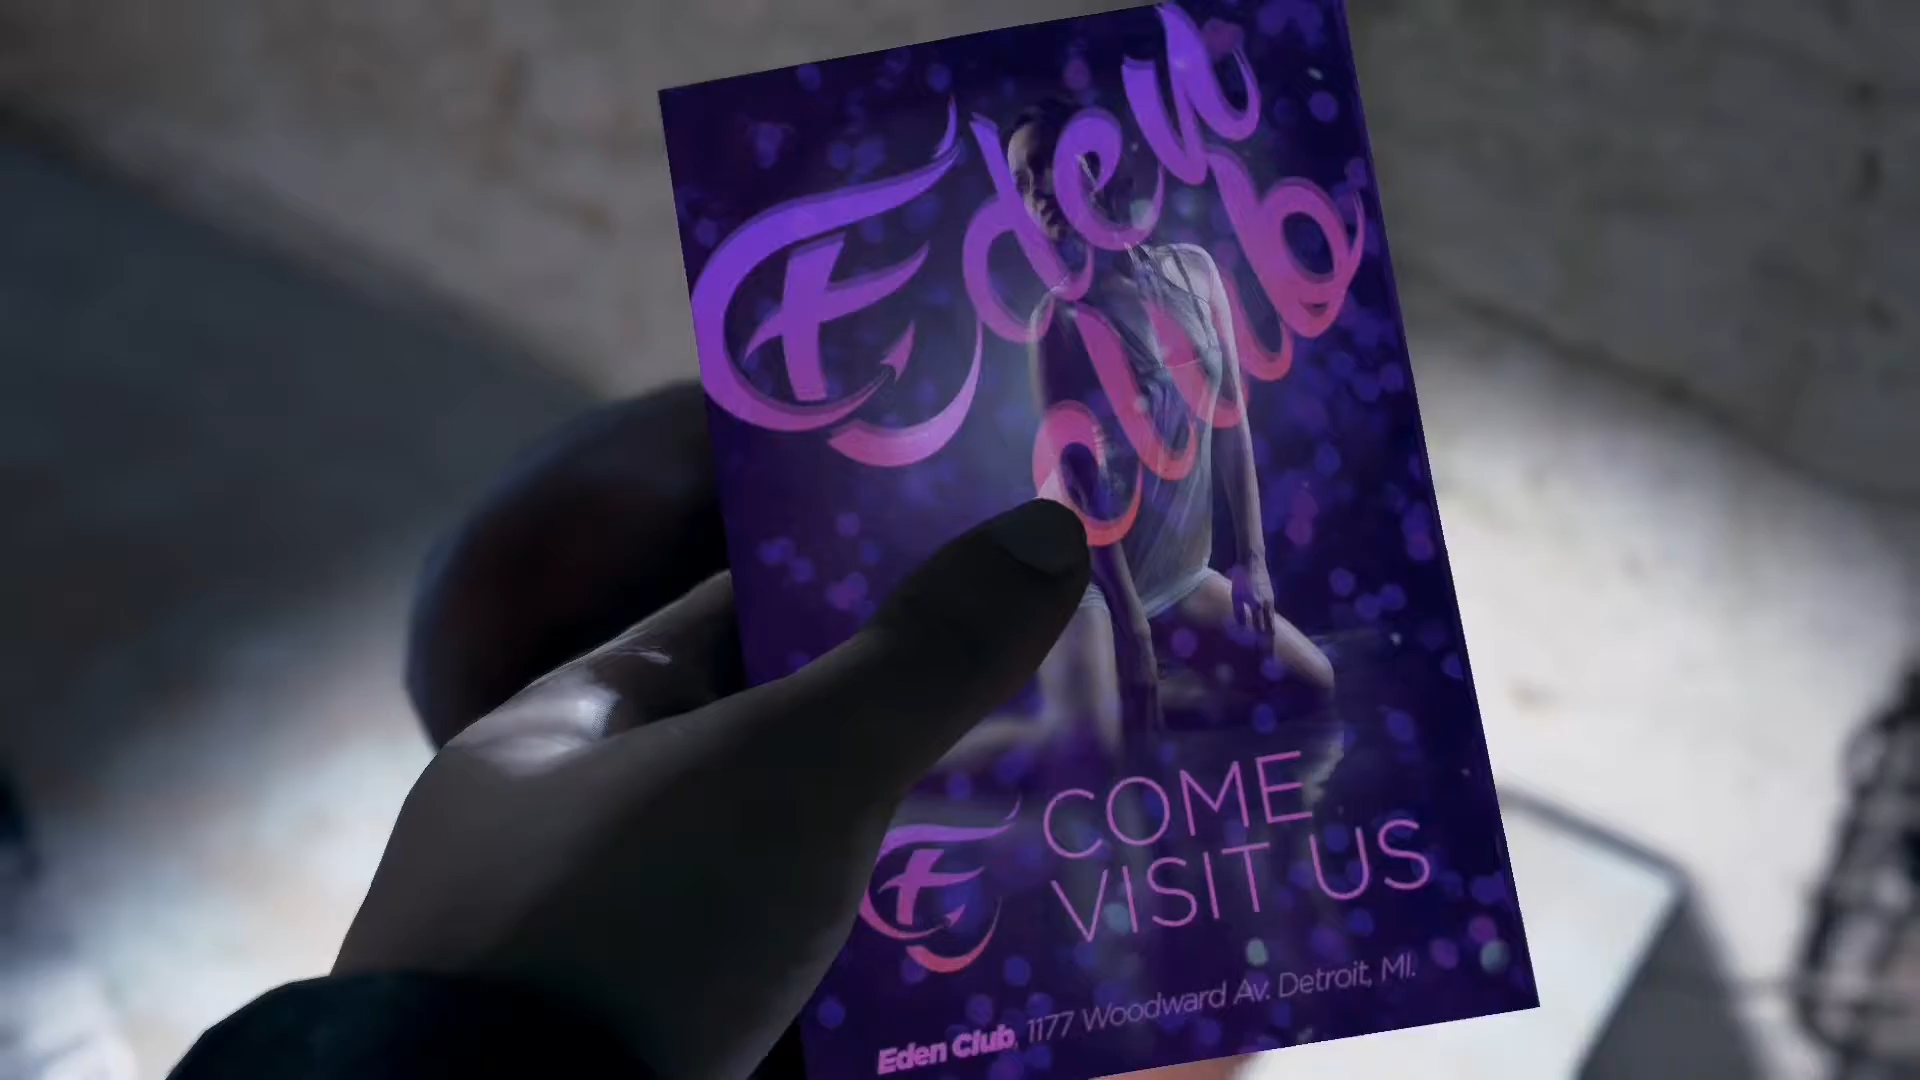 Eden
club
COME
VISIT US
Eden Club, 1177 Woodward Av. Detroit, MI.